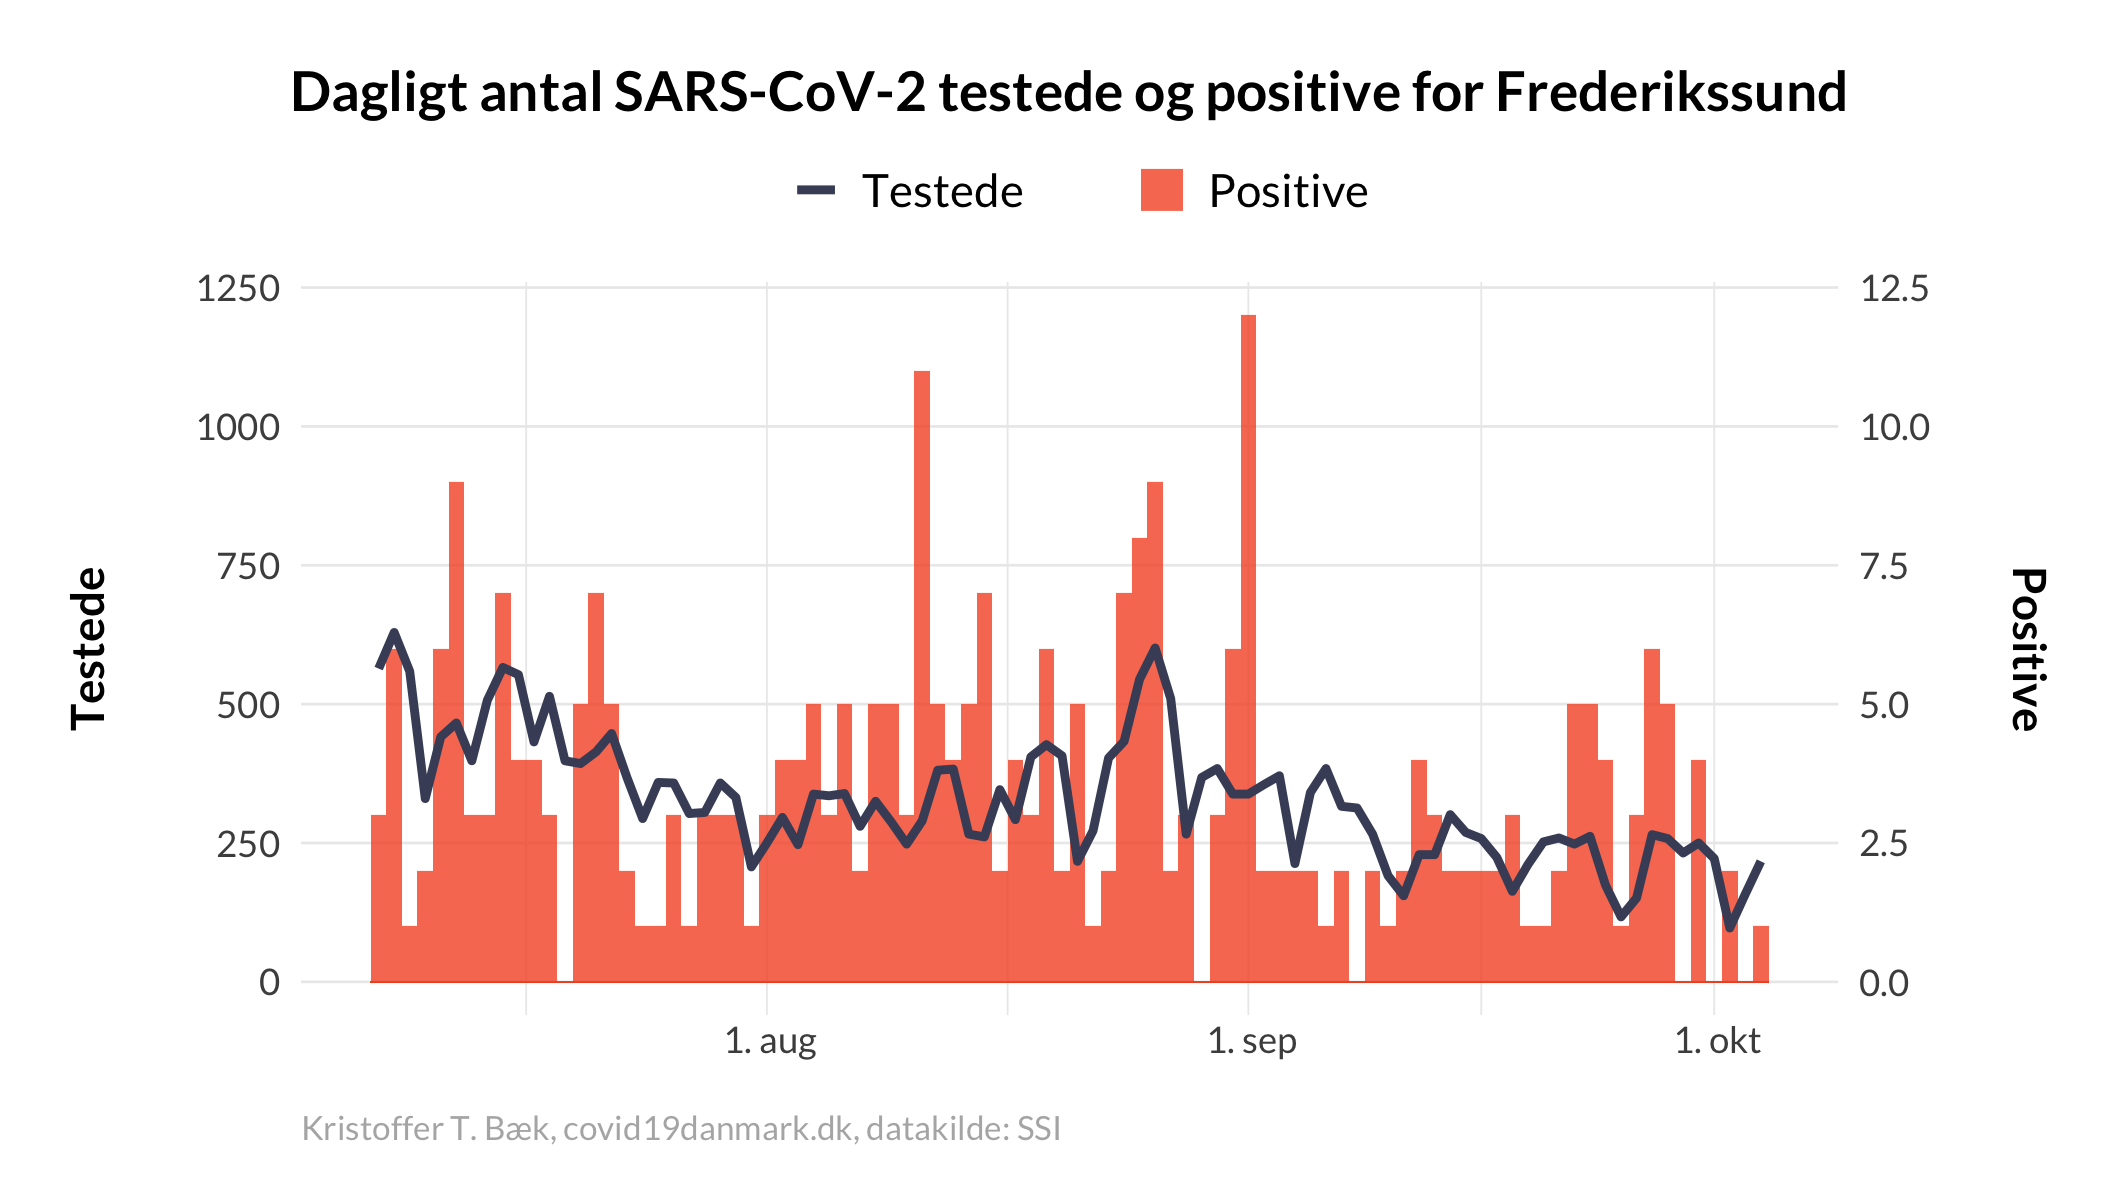 Dagligt antal SARS-CoV-2 testede og positive for Frederikssund
Testede
Positive
1250
1000
750
500
250
0
Testede
12.5
10.0
7.5
5.0
2.5
0.0
Positive
1. aug
1. sep
1. okt
Kristoffer T. Bæk, covid19danmark.dk, datakilde: SSI